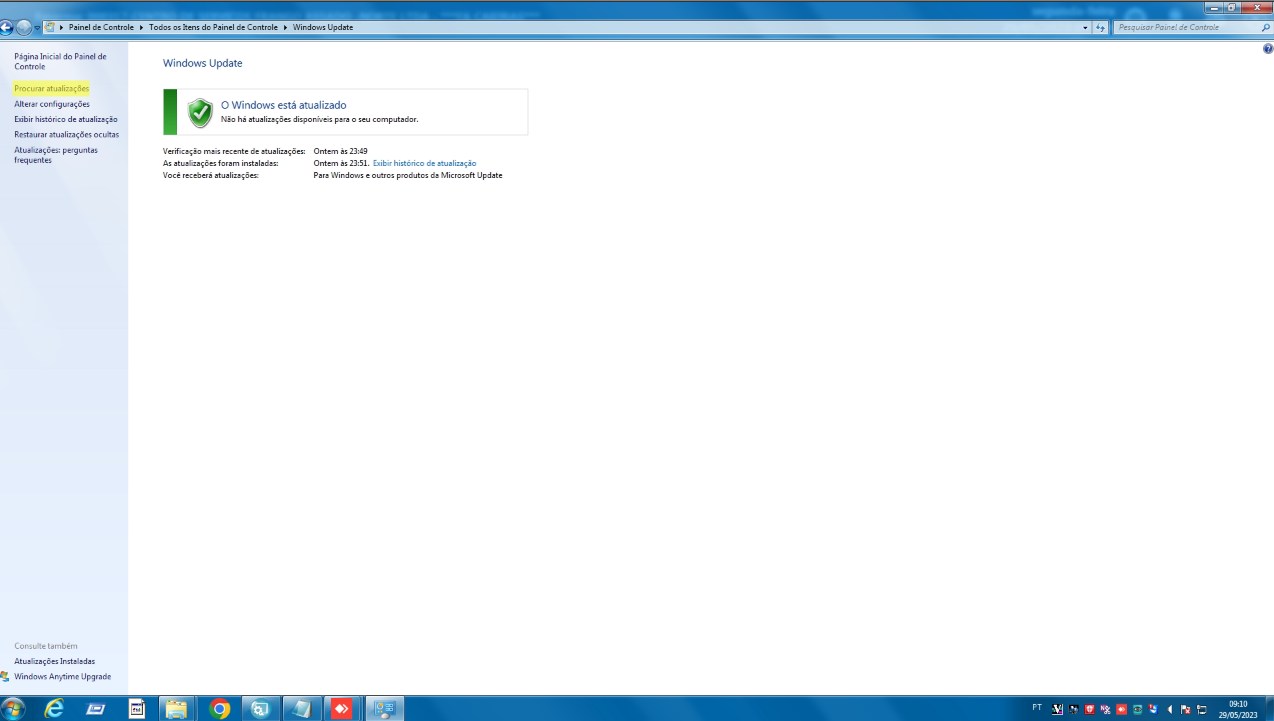 segunda-feira
Painel de Controle
Todos os Itens do Painel de Controle
Windows Update
Pesquisar Painel de Controle
Página Inicial do Painel de
Controle
Procurar atualizações
Alterar configurações
Exibir histórico de atualização
Restaurar atualizações ocultas
Atualizações: perguntas
frequentes
Windows Update
O Windows está atualizado
Não há atualizações disponíveis para o seu computador.
Verificação mais recente de atualizações: Ontem às 23:49
As atualizações foram instaladas: Ontem às 23:51. Exibir histórico de atualização
Você receberá atualizações: Para Windows e outros produtos da Microsoft Update
Consulte também
Atualizações Instaladas
Windows Anytime Upgrade
PT
09:10
29/05/2023